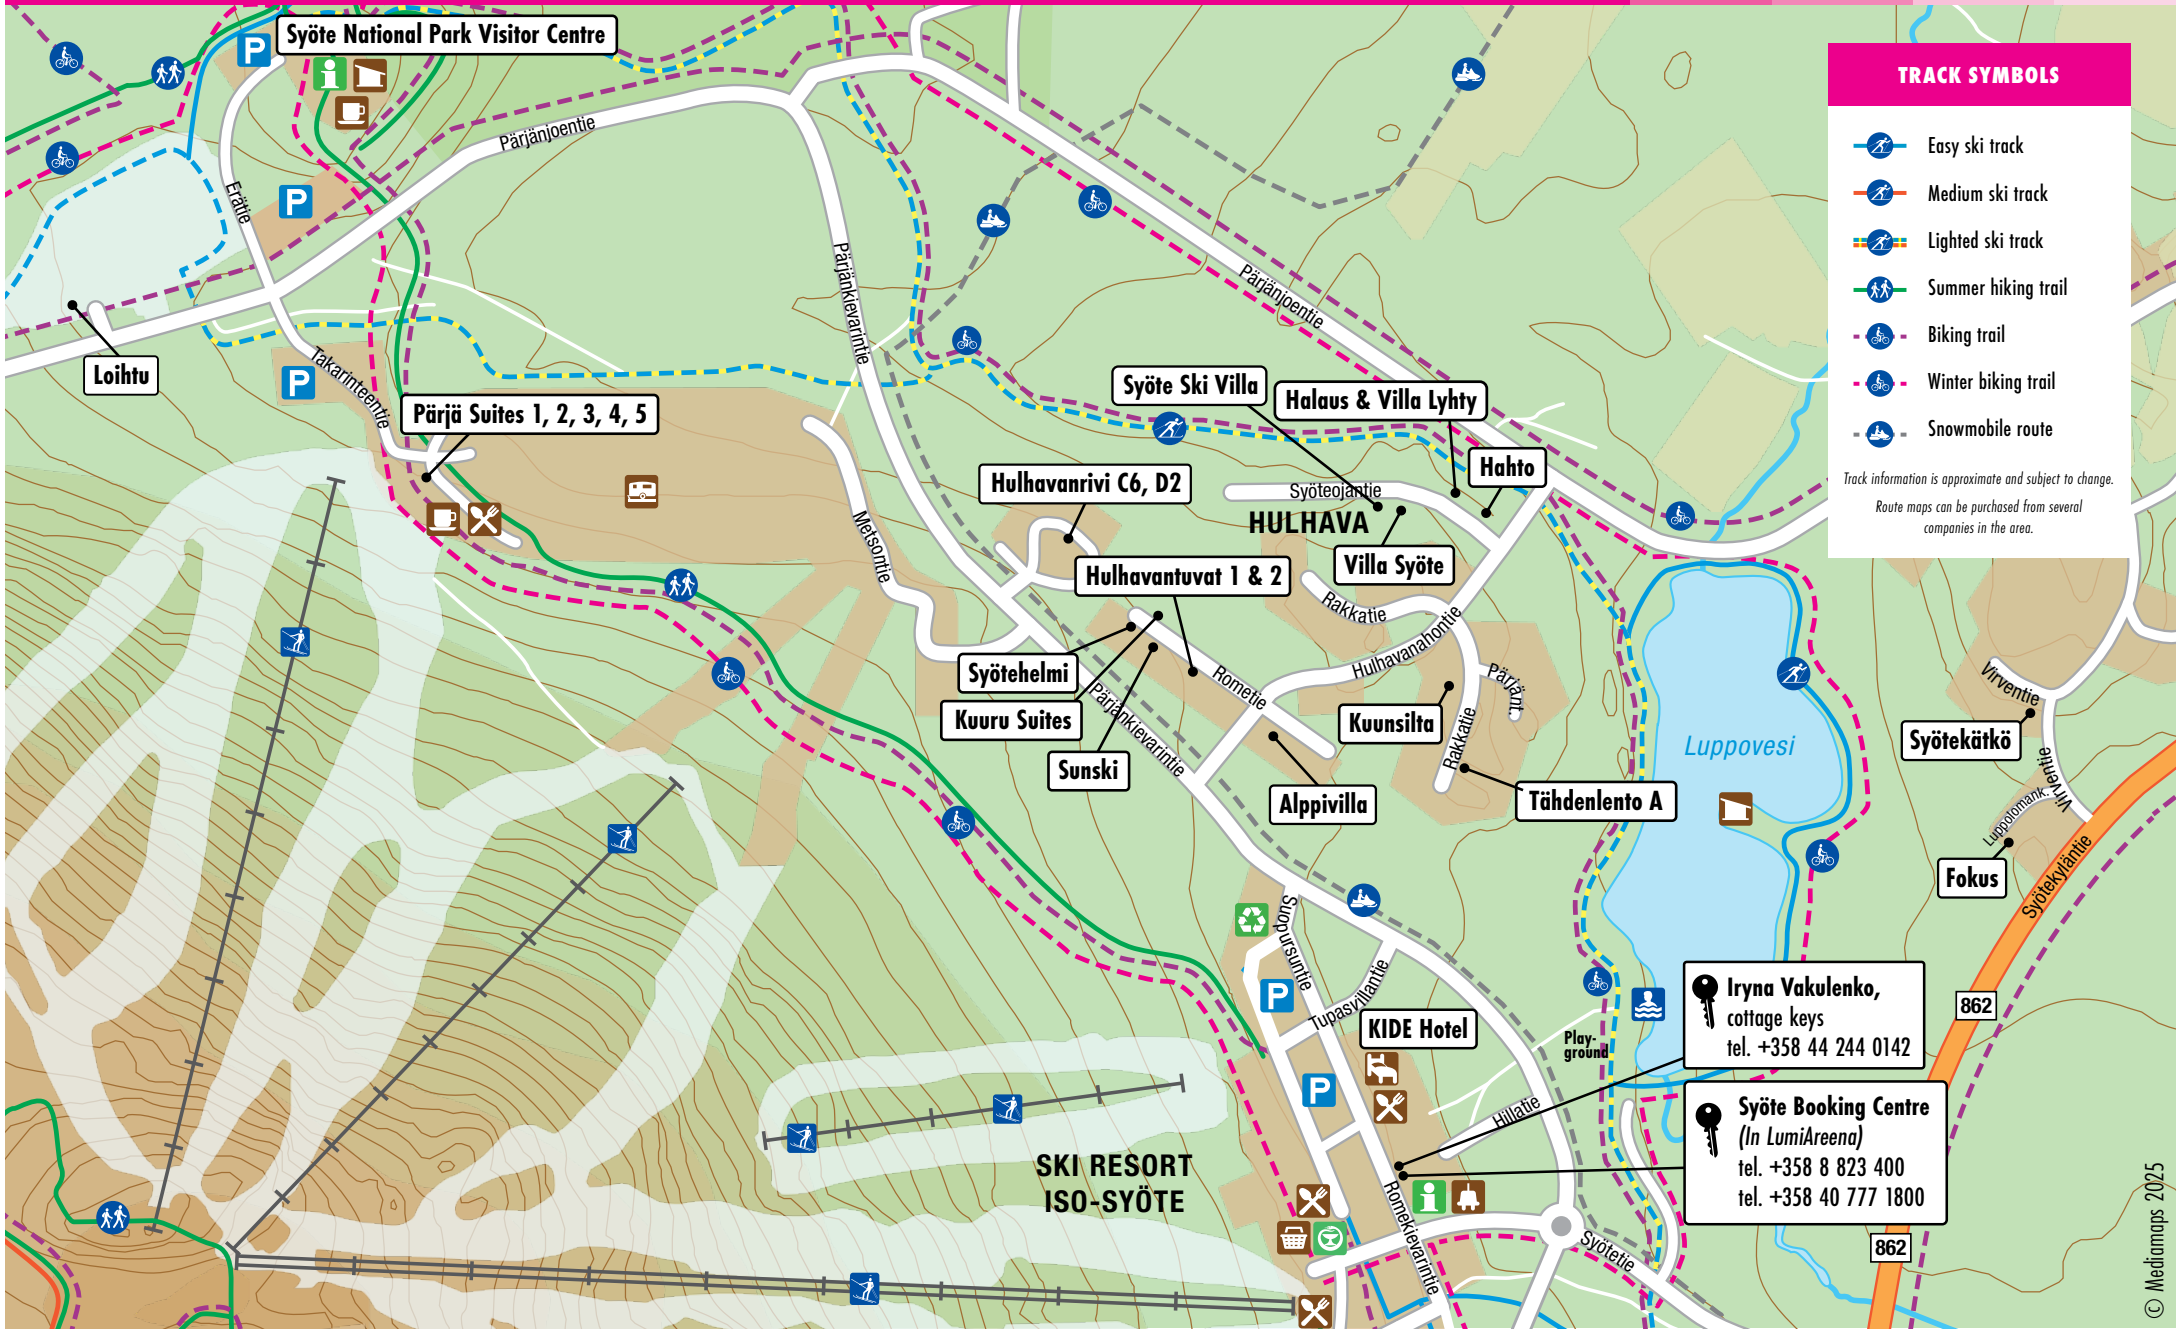 Syöte National Park Visitor Centre
P
TRACK SYMBOLS
Easy ski track
Medium ski track
Lighted ski track
Summer hiking trail
Biking trail
Winter biking trail
Snowmobile route
Track information is approximate and subject to change.
Route maps can be purchased from several
companies in the area.
Pärjänjoentie
Erätie
P
Pärjänkievarintie
Pärjänjoentie
Loihtu
P
Takarinteentie
Pärjä Suites 1, 2, 3, 4, 5
Syöte Ski Villa
Halaus & Villa Lyhty
Hahto
Hulhavanrivi C6, D2
Syöteojantie
HULHAVA
Metsontie
Villa Syöte
Hulhavantuvat 1 & 2
Rakkatie
Hulhavanahontie
Syötehelmi
Rometie
Pärjänt.
Kuuru Suites
Pärjänkievarintie
Kuunsilta
Rakkatie
Sunski
Alppivilla
Tähdenlento A
Luppovesi
Virventie
Syötekätkö
Virventie
Luppolomank.
Fokus
Syötekyläntie
Suopursuntie
P
Tupasvillantie
KIDE Hotel
P
Play-
ground
Hillatie
862
Iryna Vakulenko,
cottage keys
tel. +358 44 244 0142
Syöte Booking Centre
(In LumiAreena)
tel. +358 8 823 400
tel. +358 40 777 1800
SKI RESORT
ISO-SYÖTE
Romekievarintie
Syötetie
862
© Mediamaps 2025